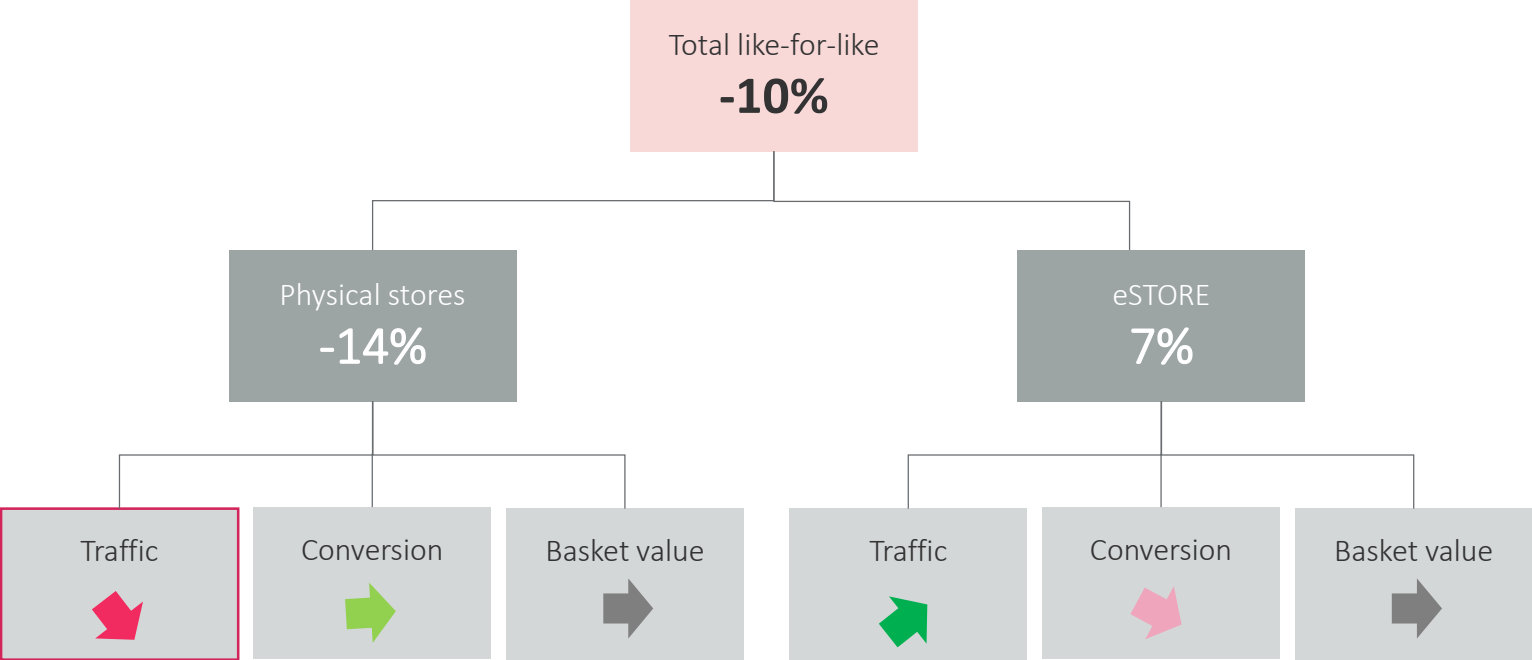 Total like-for-like
-10%
Physical stores
-14%
eSTORE
7%
Traffic
Conversion
Basket value
Traffic
Conversion
Basket value